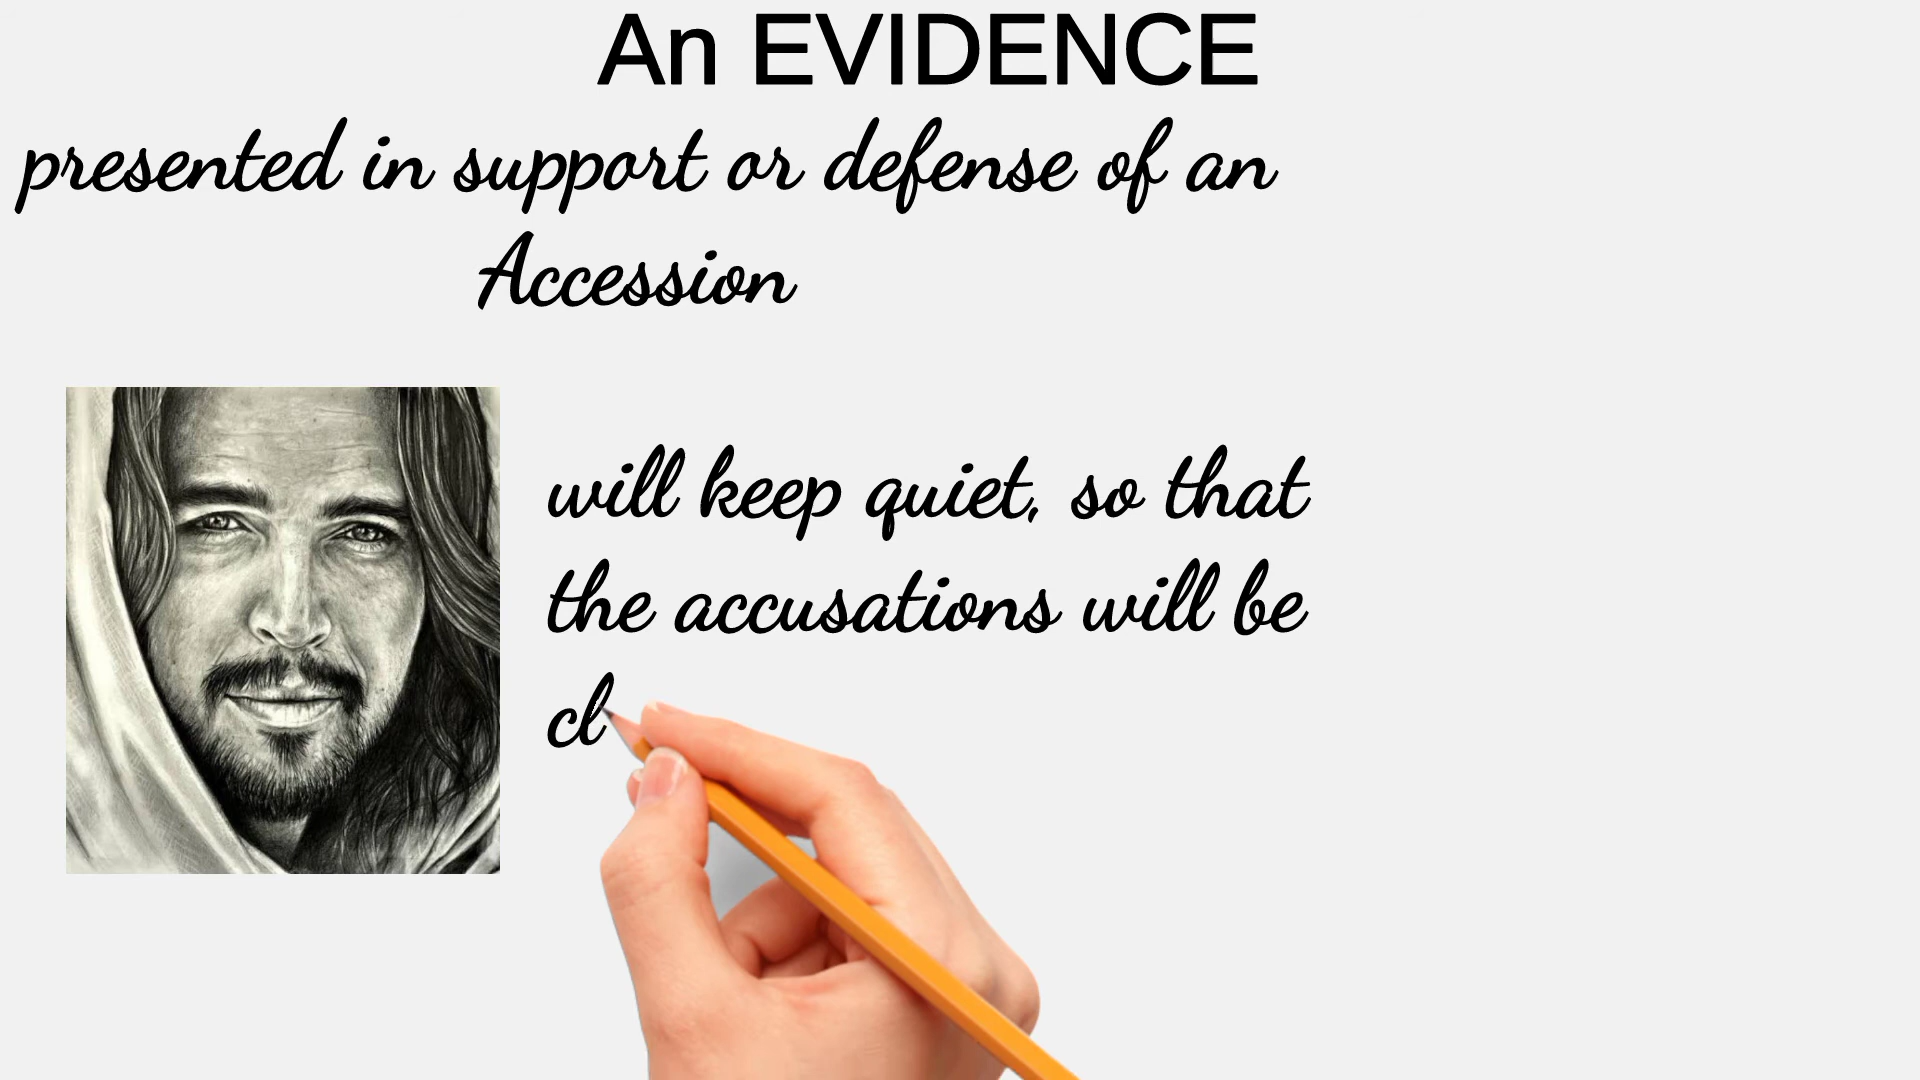 An EVIDENCE
presented in support or defense of an
Accession
will keep quiet, so that
the accusations will be
cl